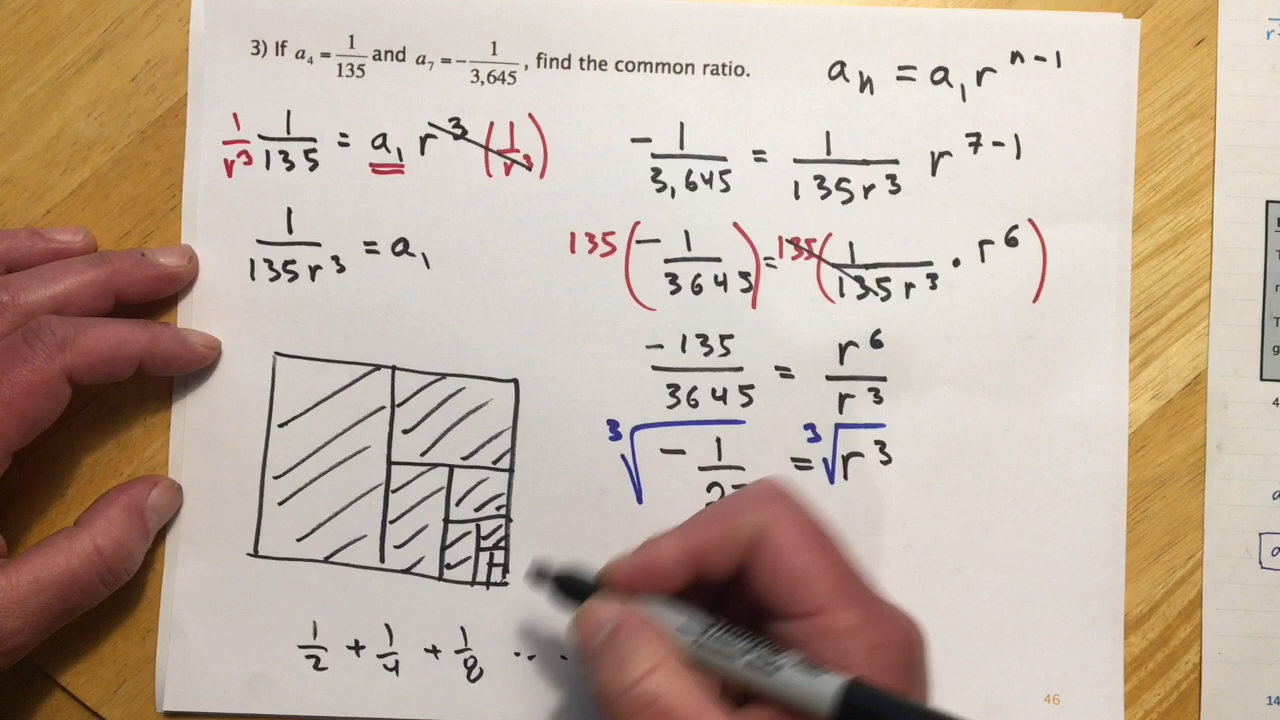 3) If a₄ = 1/135 and a₇ = -1/3,645, find the common ratio.
aₙ = a₁r^(n-1)
1/r³ 1/135 = a₁ r³ (1/r³)
-1/3,645 = 1/135r³ r^(7-1)
1/135r³ = a₁
135(-1/3645) = 135(1/135r³ · r⁶)
-135/3645 = r⁶/r³
∛ -1/27 = ∛r³
1/2 + 1/4 + 1/8 ....
46